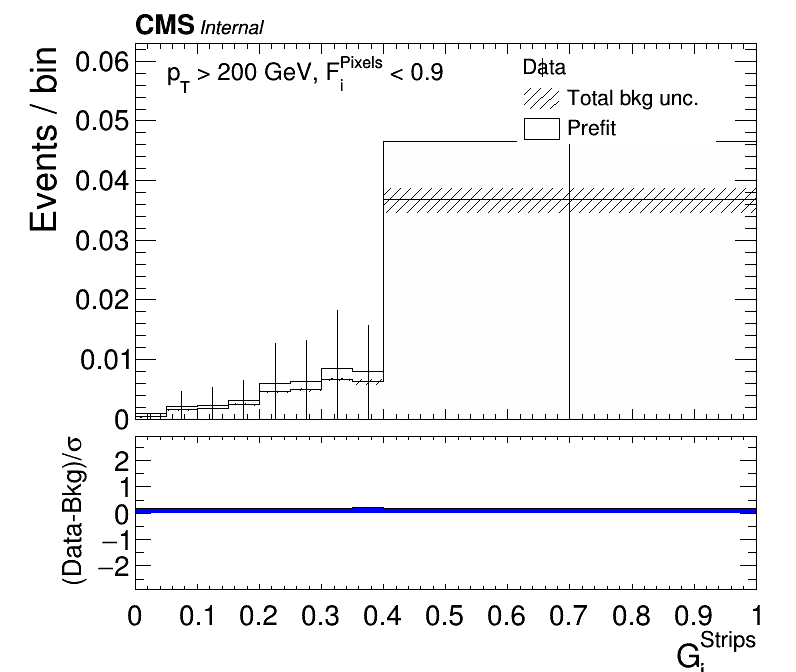 CMS Internal
p_T > 200 GeV, F_i^Pixels < 0.9
Data
Total bkg unc.
Prefit
Events / bin
0.06
0.05
0.04
0.03
0.02
0.01
0
(Data-Bkg)/σ
2
1
0
−1
−2
0 0.1 0.2 0.3 0.4 0.5 0.6 0.7 0.8 0.9 1
G_i^Strips